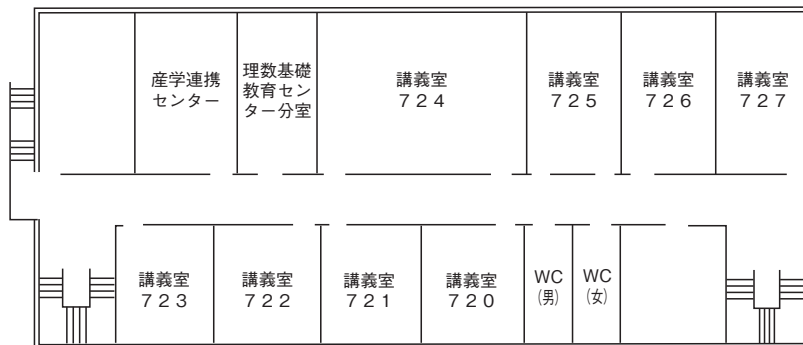 産学連携
センター
理数基礎
教育セン
ター分室
講義室
７２４
講義室
７２５
講義室
７２６
講義室
７２７
講義室
７２３
講義室
７２２
講義室
７２１
講義室
７２０
WC
(男)
WC
(女)